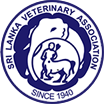 SRI LANKA VETERINARY ASSOCIATION
SINCE 1940